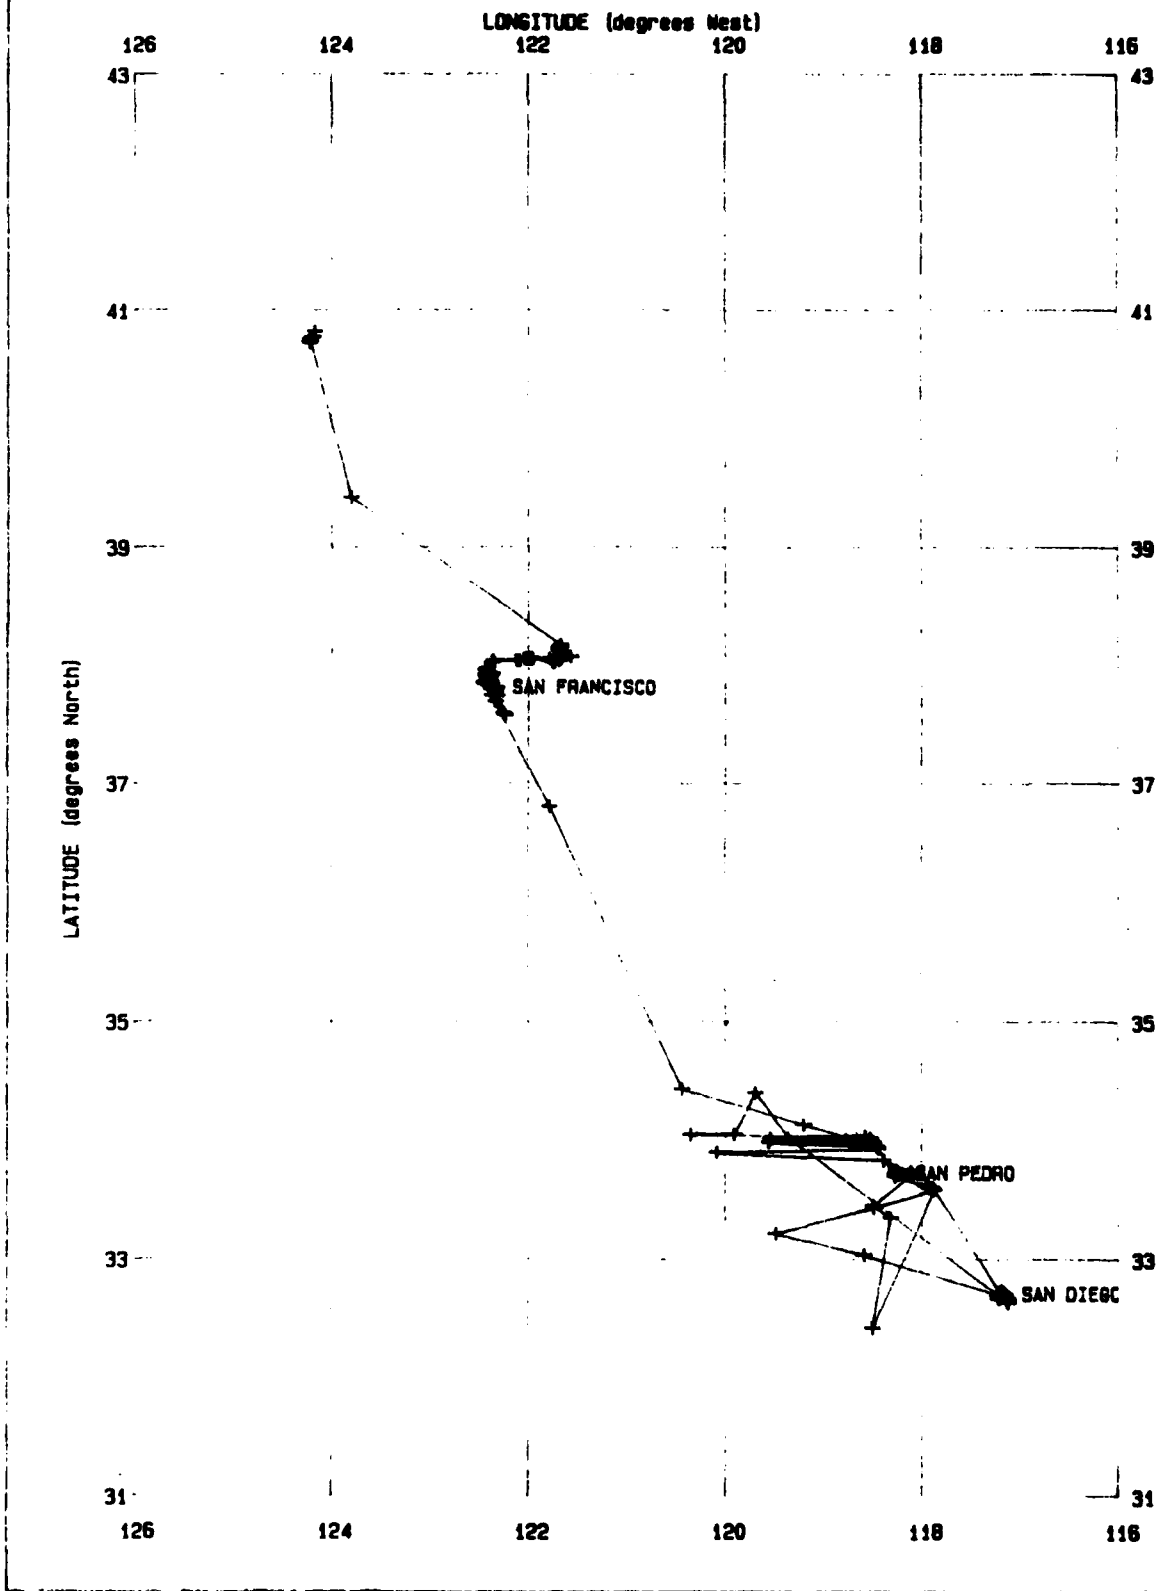 LONGITUDE (degrees West)
126 124 122 120 118 116
43 43
41 41
39 39
SAN FRANCISCO
LATITUDE (degrees North)
37 37
35 35
SAN PEDRO
33 33
SAN DIEGO
31 31
126 124 122 120 118 116